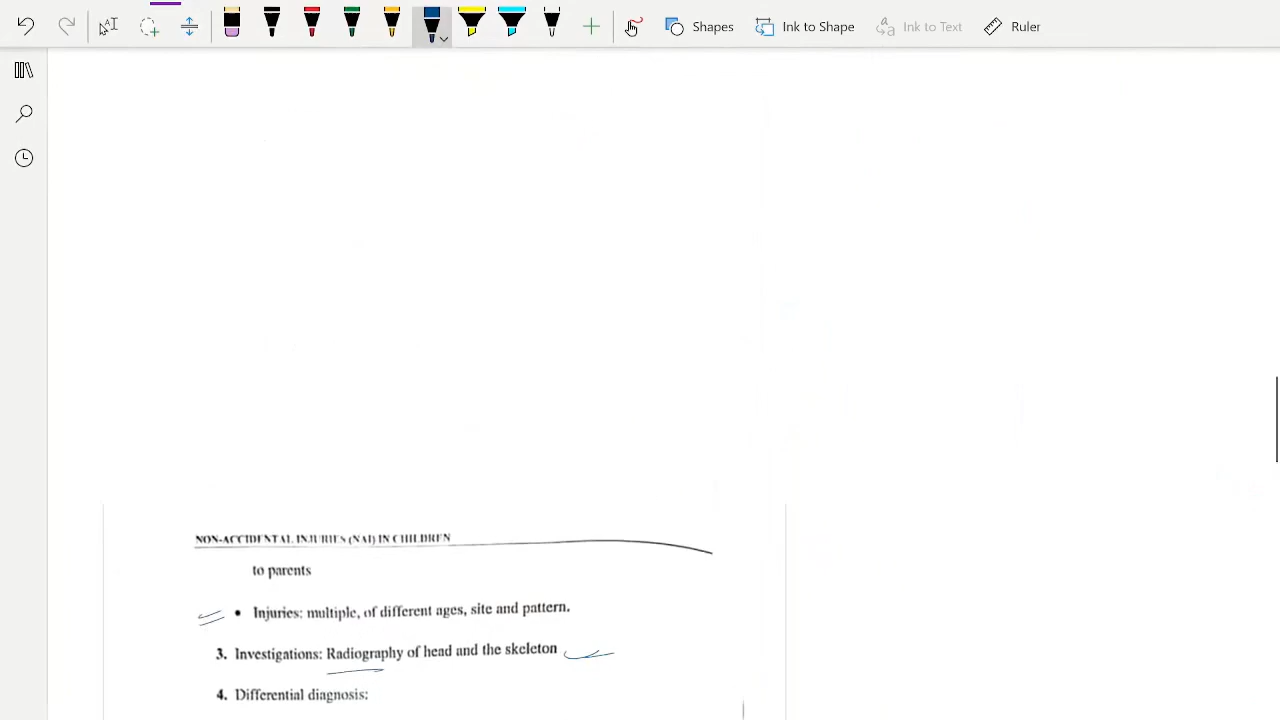 Shapes Ink to Shape Ink to Text Ruler
NON-ACCIDENTAL INJURIES (NAI) IN CHILDREN
to parents
• Injuries: multiple, of different ages, site and pattern.
3. Investigations: Radiography of head and the skeleton
4. Differential diagnosis: